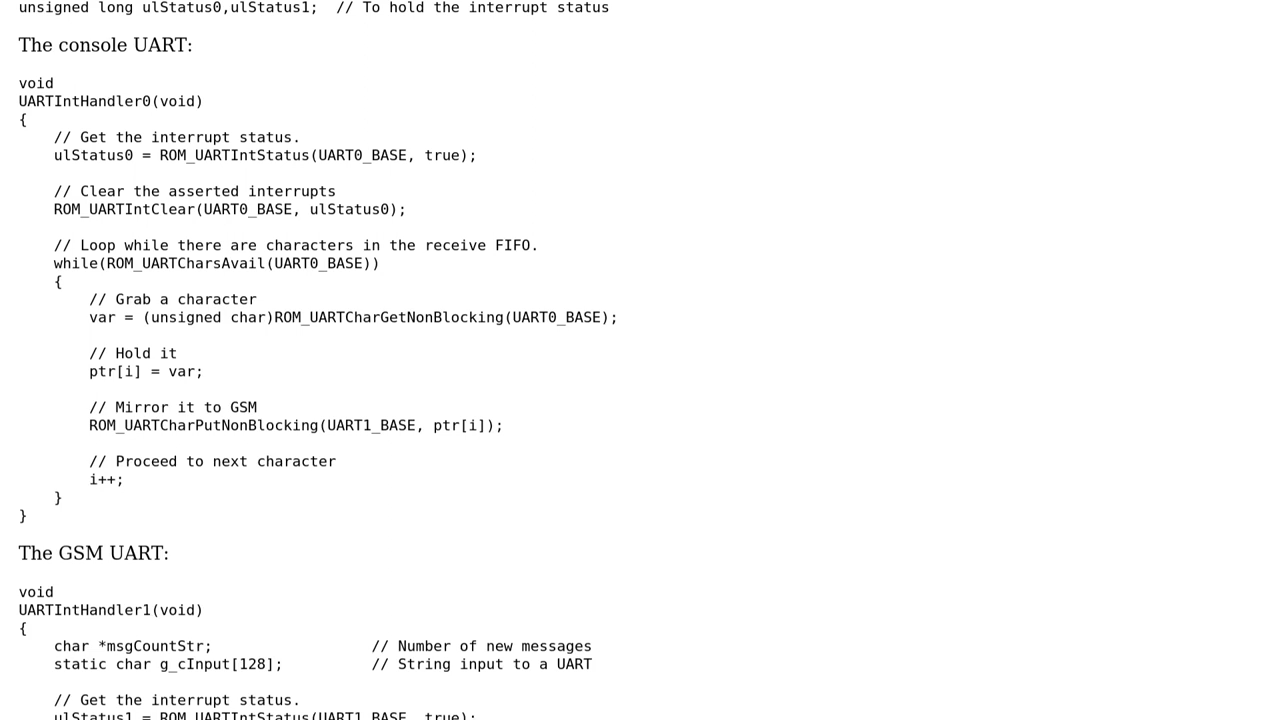 unsigned long ulStatus0,ulStatus1;  // To hold the interrupt status
The console UART:
void
UARTIntHandler0(void)
{
    // Get the interrupt status.
    ulStatus0 = ROM_UARTIntStatus(UART0_BASE, true);
    // Clear the asserted interrupts
    ROM_UARTIntClear(UART0_BASE, ulStatus0);
    // Loop while there are characters in the receive FIFO.
    while(ROM_UARTCharsAvail(UART0_BASE))
    {
        // Grab a character
        var = (unsigned char)ROM_UARTCharGetNonBlocking(UART0_BASE);
        // Hold it
        ptr[i] = var;
        // Mirror it to GSM
        ROM_UARTCharPutNonBlocking(UART1_BASE, ptr[i]);
        // Proceed to next character
        i++;
    }
}
The GSM UART:
void
UARTIntHandler1(void)
{
    char *msgCountStr;                  // Number of new messages
    static char g_cInput[128];          // String input to a UART
    // Get the interrupt status.
    ulStatus1 = ROM_UARTIntStatus(UART1_BASE, true);